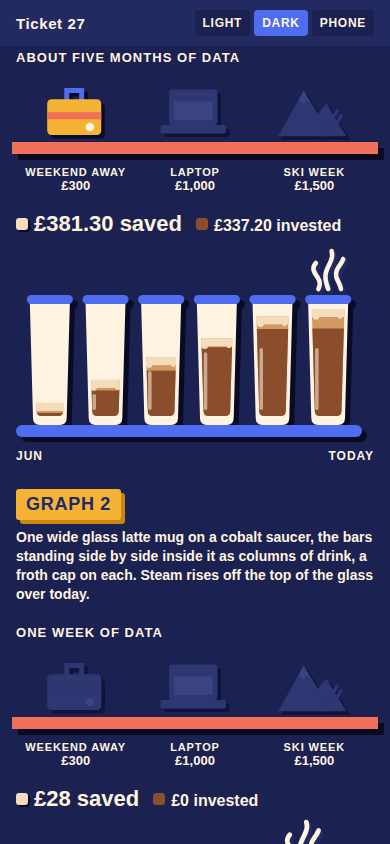 Ticket 27
LIGHT DARK PHONE
ABOUT FIVE MONTHS OF DATA
WEEKEND AWAY LAPTOP SKI WEEK
£300 £1,000 £1,500
£381.30 saved £337.20 invested
JUN TODAY
GRAPH 2
One wide glass latte mug on a cobalt saucer, the bars
standing side by side inside it as columns of drink, a
froth cap on each. Steam rises off the top of the glass
over today.
ONE WEEK OF DATA
WEEKEND AWAY LAPTOP SKI WEEK
£300 £1,000 £1,500
£28 saved £0 invested